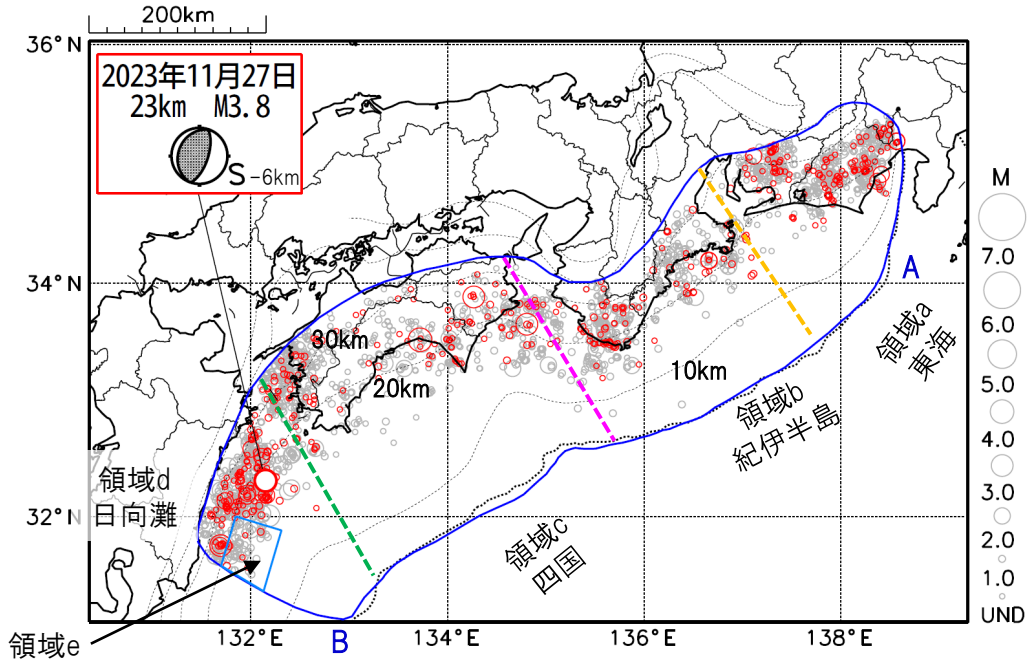 200km
36°N
2023年11月27日
23km M3.8
S-6km
M
7.0
34°N
A
6.0
30km
領域a
東海
5.0
20km
10km
領域b
紀伊半島
4.0
領域d
日向灘
3.0
32°N
領域c
四国
2.0
1.0
UND
領域e
132°E
B
134°E
136°E
138°E